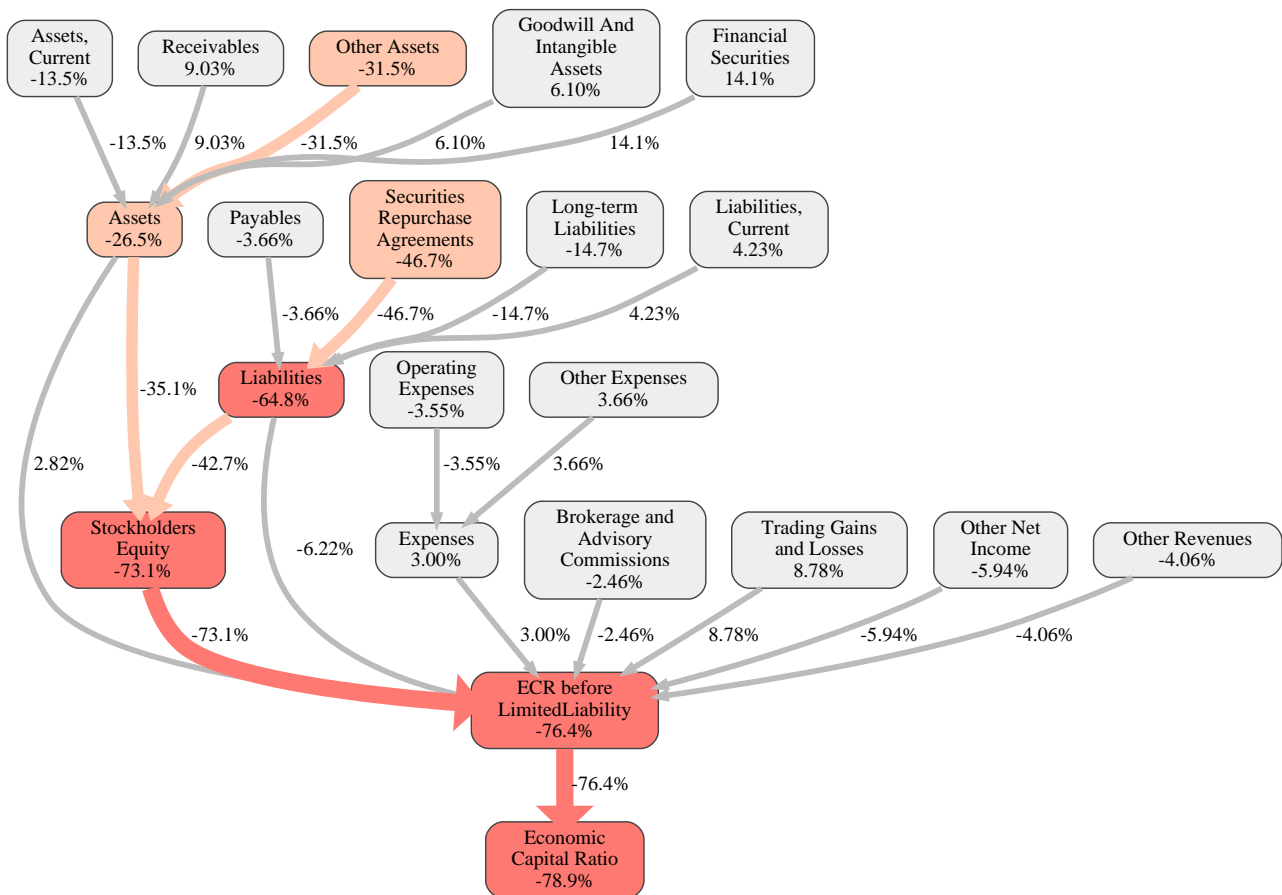 Assets,
Current
-13.5%
Receivables
9.03%
Other Assets
-31.5%
Goodwill And
Intangible
Assets
6.10%
Financial
Securities
14.1%
-13.5%
9.03%
-31.5%
6.10%
14.1%
Assets
-26.5%
Payables
-3.66%
Securities
Repurchase
Agreements
-46.7%
Long-term
Liabilities
-14.7%
Liabilities,
Current
4.23%
-3.66%
-46.7%
-14.7%
4.23%
Liabilities
-64.8%
Operating
Expenses
-3.55%
Other Expenses
3.66%
-35.1%
2.82%
-42.7%
-3.55%
3.66%
Stockholders
Equity
-73.1%
-6.22%
Expenses
3.00%
Brokerage and
Advisory
Commissions
-2.46%
Trading Gains
and Losses
8.78%
Other Net
Income
-5.94%
Other Revenues
-4.06%
-73.1%
3.00%
-2.46%
8.78%
-5.94%
-4.06%
ECR before
LimitedLiability
-76.4%
-76.4%
Economic
Capital Ratio
-78.9%